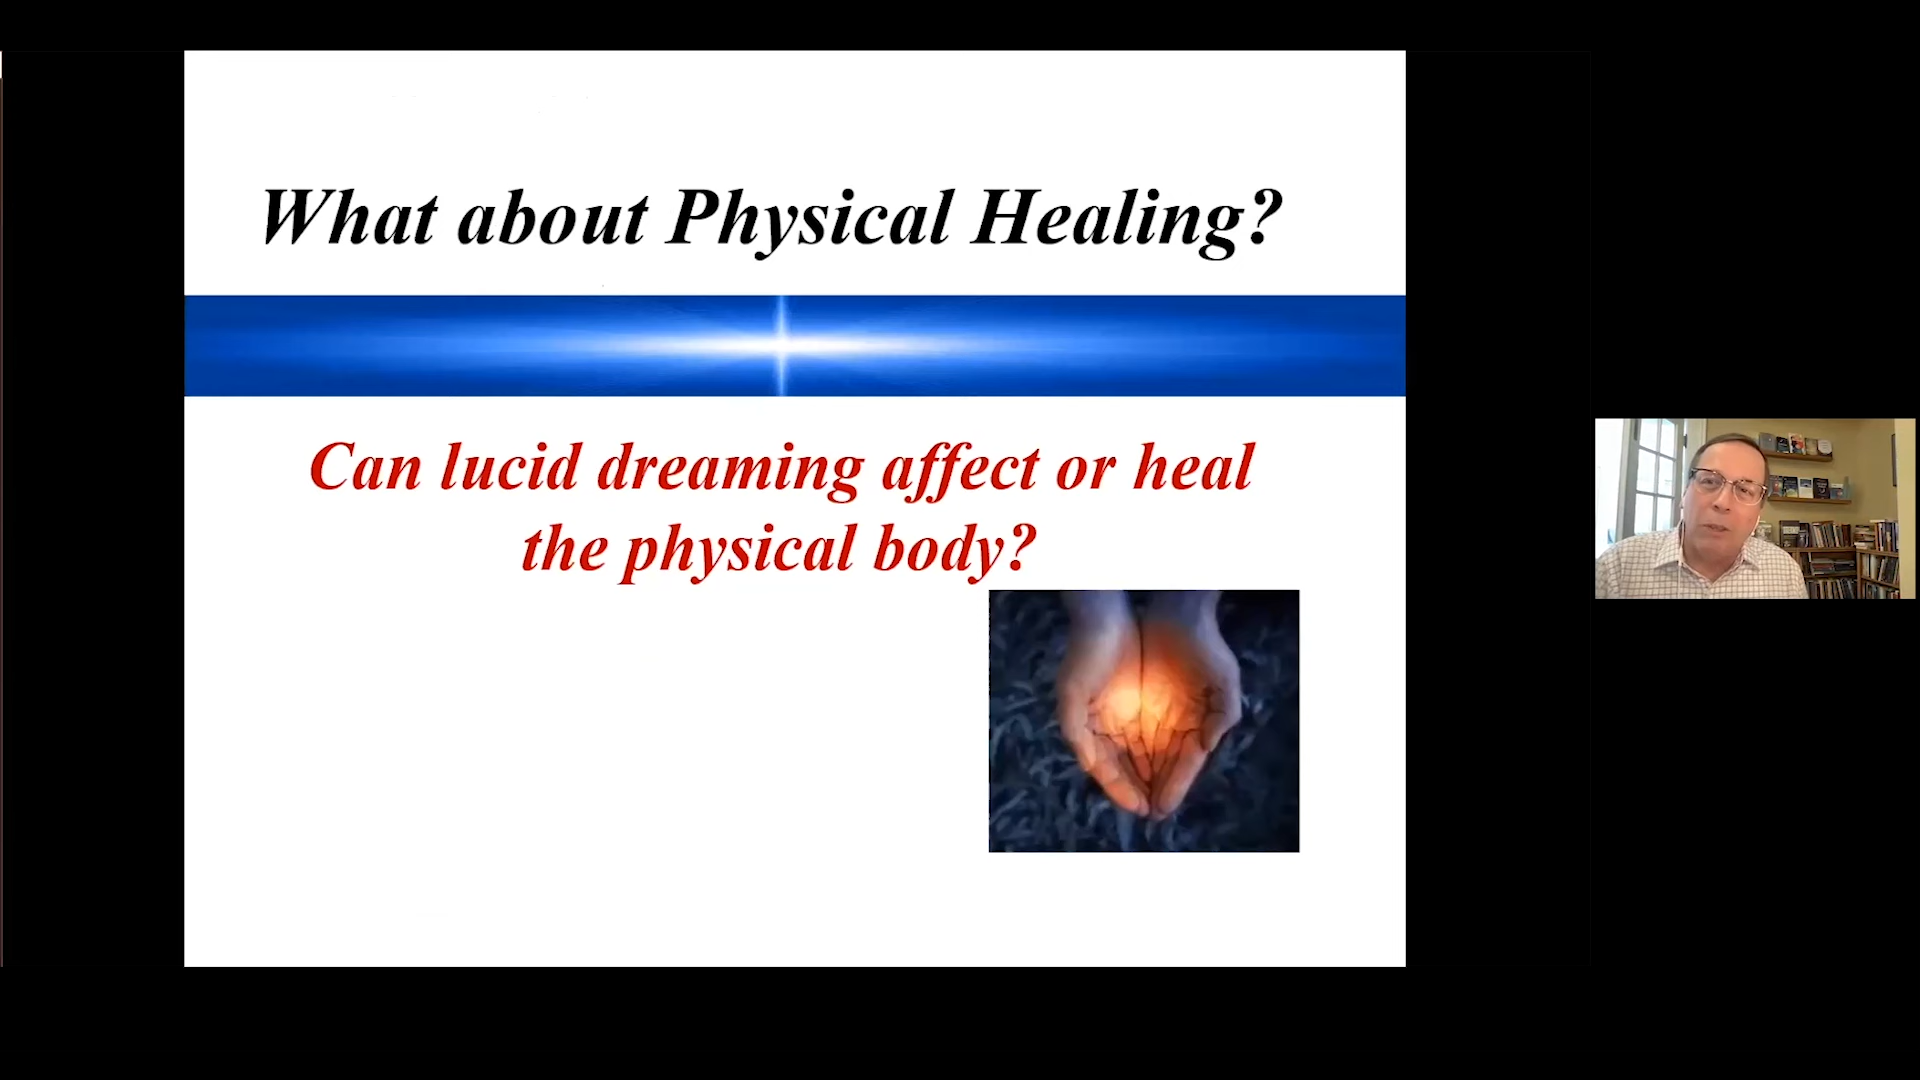 What about Physical Healing?
Can lucid dreaming affect or heal
the physical body?